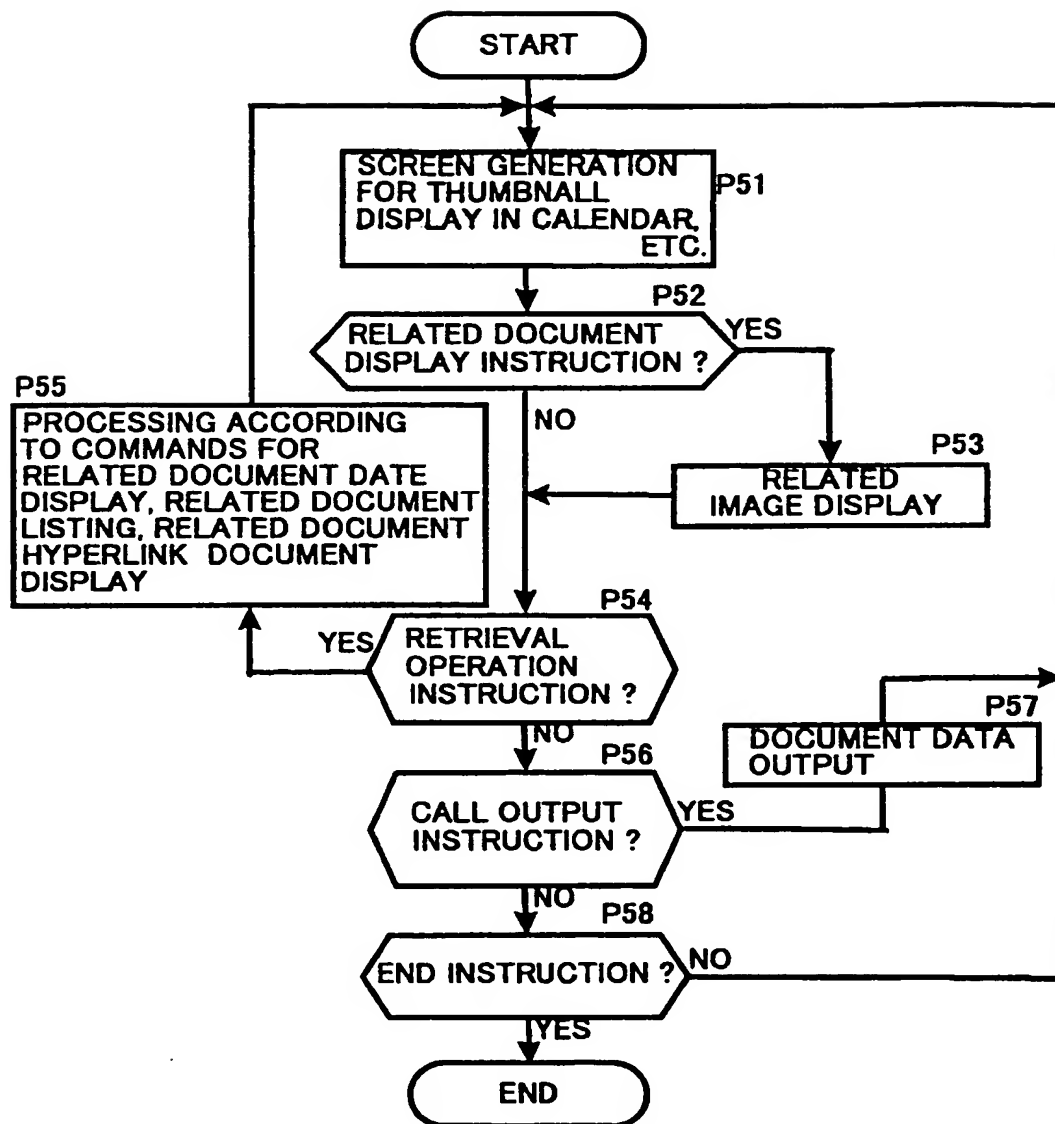 START
SCREEN GENERATION
FOR THUMBNALL
DISPLAY IN CALENDAR,
ETC.
P51
P52
RELATED DOCUMENT
DISPLAY INSTRUCTION ?
YES
NO
P53
RELATED
IMAGE DISPLAY
P55
PROCESSING ACCORDING
TO COMMANDS FOR
RELATED DOCUMENT DATE
DISPLAY, RELATED DOCUMENT
LISTING, RELATED DOCUMENT
HYPERLINK DOCUMENT
DISPLAY
P54
YES
RETRIEVAL
OPERATION
INSTRUCTION ?
NO
P56
CALL OUTPUT
INSTRUCTION ?
YES
P57
DOCUMENT DATA
OUTPUT
NO
P58
END INSTRUCTION ?
NO
YES
END